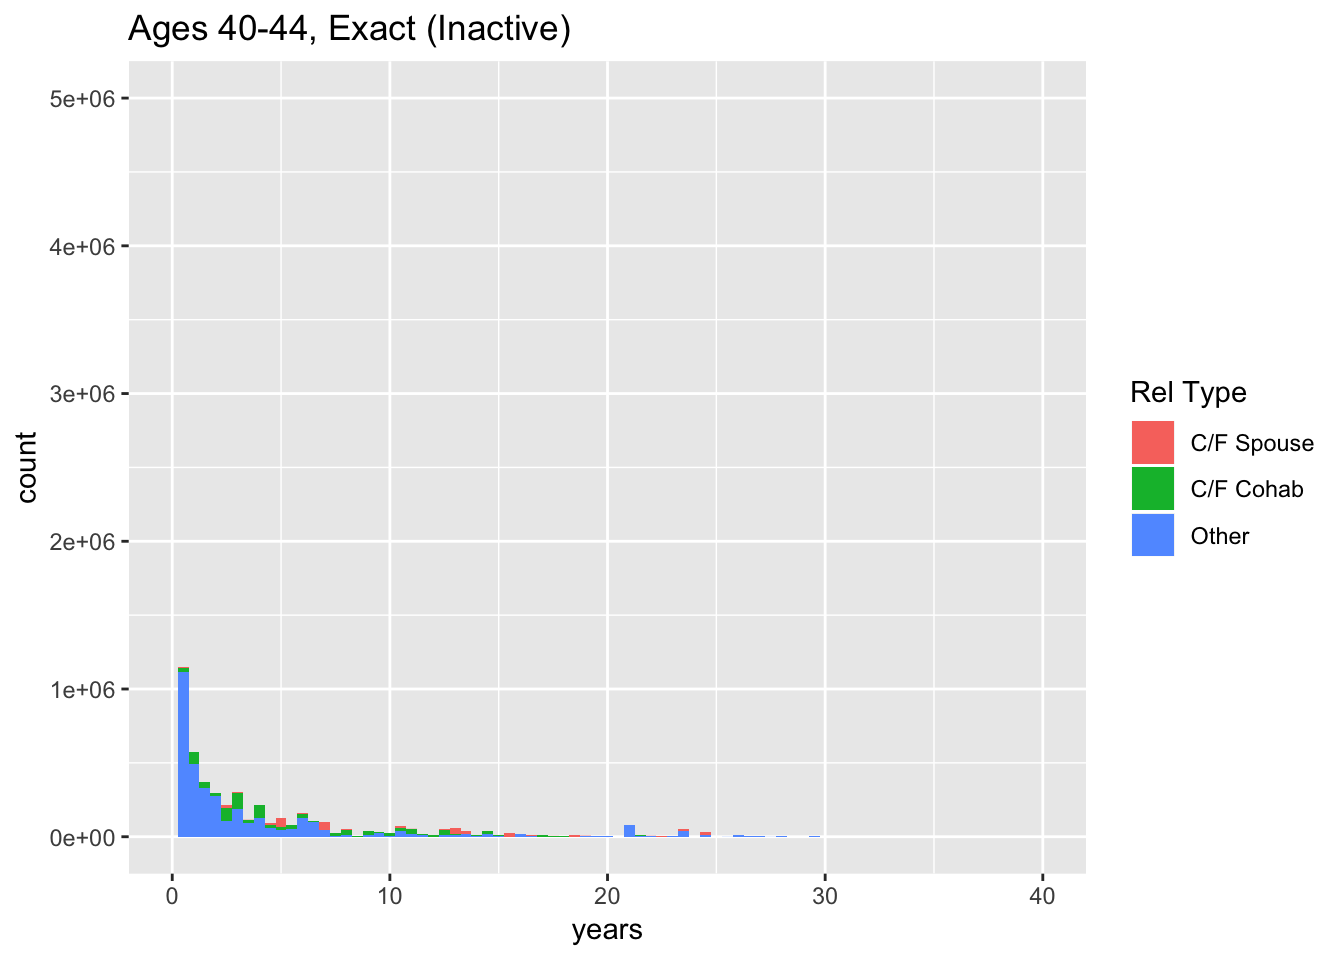 Ages 40-44, Exact (Inactive)
5e+06
4e+06
3e+06
2e+06
1e+06
0e+00
count
0 10 20 30 40
years
Rel Type
C/F Spouse
C/F Cohab
Other